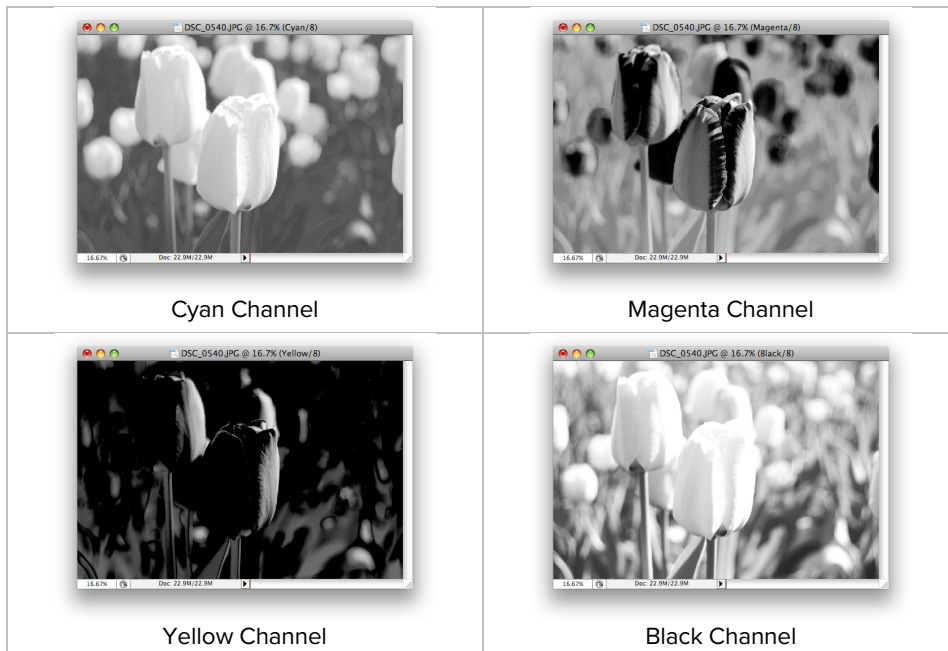 DSC_0540.JPG @ 16.7% (Cyan/8)
16.67% Doc: 22.9M/22.9M
Cyan Channel
DSC_0540.JPG @ 16.7% (Magenta/8)
16.67% Doc: 22.9M/22.9M
Magenta Channel
DSC_0540.JPG @ 16.7% (Yellow/8)
16.67% Doc: 22.9M/22.9M
Yellow Channel
DSC_0540.JPG @ 16.7% (Black/8)
16.67% Doc: 22.9M/22.9M
Black Channel